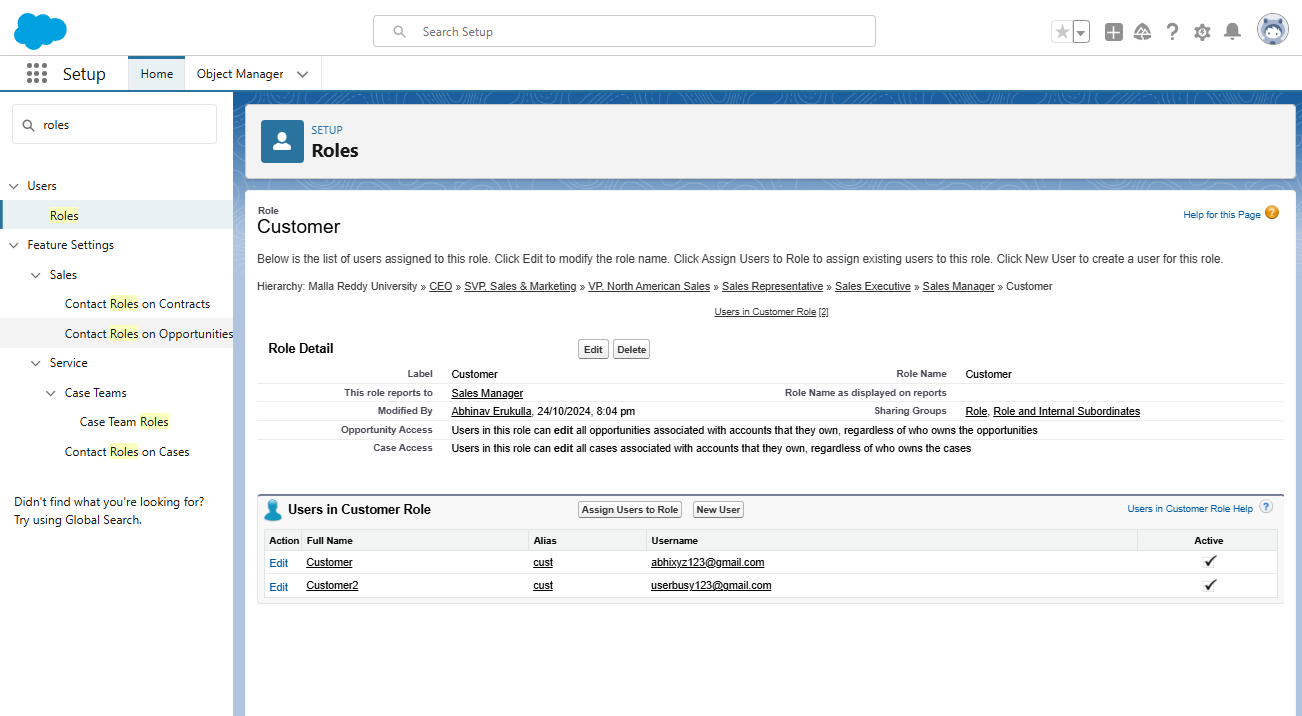 Search Setup
Setup
Home
Object Manager
roles
Users
Roles
Feature Settings
Sales
Contact Roles on Contracts
Contact Roles on Opportunities
Service
Case Teams
Case Team Roles
Contact Roles on Cases
Didn't find what you're looking for?
Try using Global Search.
SETUP
Roles
Role
Customer
Help for this Page ?
Below is the list of users assigned to this role. Click Edit to modify the role name. Click Assign Users to Role to assign existing users to this role. Click New User to create a user for this role.
Hierarchy: Malla Reddy University » CEO » SVP, Sales & Marketing » VP, North American Sales » Sales Representative » Sales Executive » Sales Manager » Customer
Users in Customer Role [2]
Role Detail Edit Delete
Label Customer Role Name Customer
This role reports to Sales Manager Role Name as displayed on reports
Modified By Abhinav Erukulla, 24/10/2024, 8:04 pm Sharing Groups Role, Role and Internal Subordinates
Opportunity Access Users in this role can edit all opportunities associated with accounts that they own, regardless of who owns the opportunities
Case Access Users in this role can edit all cases associated with accounts that they own, regardless of who owns the cases
Users in Customer Role Assign Users to Role New User Users in Customer Role Help ?
Action Full Name Alias Username Active
Edit Customer cust abhixyz123@gmail.com ✓
Edit Customer2 cust userbusy123@gmail.com ✓